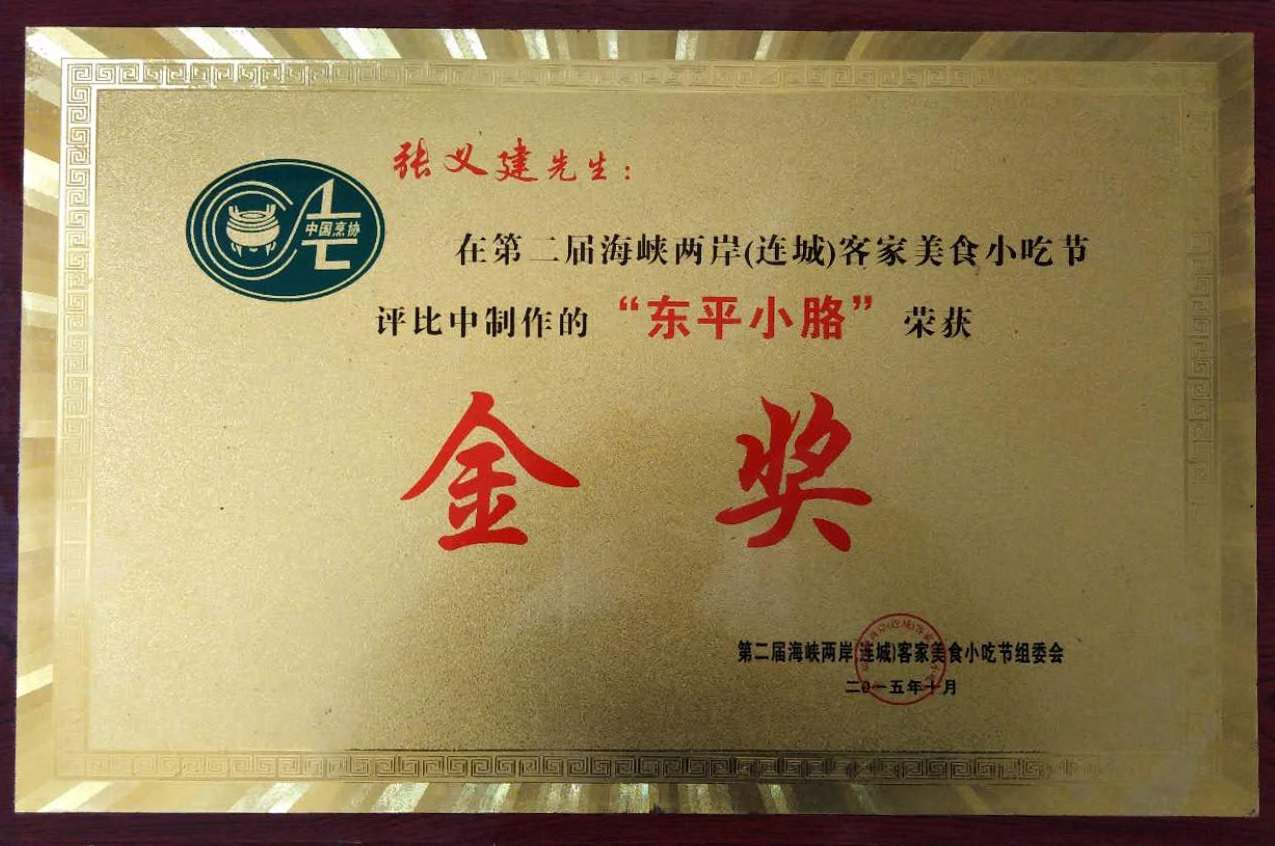 张义建先生：
中国烹协
在第二届海峡两岸(连城)客家美食小吃节
评比中制作的“东平小胳”荣获
金奖
第二届海峡两岸(连城)客家美食小吃节组委会
二〇一五年十月